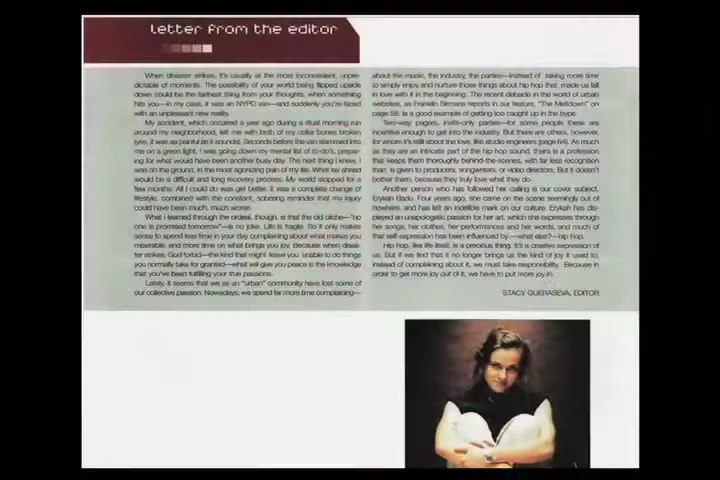 letter from the editor
When disaster strikes, it's usually at the most inconvenient, unpre-
dictable of moments. The possibility of your world being flipped upside
down could be the farthest thing from your thoughts, when something
hits you—in my case, it was an NYPD van—and suddenly you're faced
with an unpleasant new reality.
My accident, which occurred a year ago during a ritual morning run
around my neighborhood, left me with both of my collar bones broken
(yes, it was as painful as it sounds). Seconds before the van slammed into
me on a green light, I was going down my mental list of to-do's, prepar-
ing for what would have been another busy day. The next thing I knew, I
was on the ground, in the most agonizing pain of my life. What lay ahead
would be a difficult and long recovery process. My world stopped for a
few months. All I could do was get better. It was a complete change of
lifestyle, combined with the constant, sobering reminder that my injury
could have been much, much worse.
What I learned through the ordeal, though, is that the old cliche—"no
one is promised tomorrow"—is no joke. Life is fragile. So it only makes
sense to spend less time in your day complaining about what makes you
miserable, and more time on what brings you joy. Because when disas-
ter strikes, God forbid—the kind that might leave you unable to do things
you normally take for granted—what will give you peace is the knowledge
that you've been fulfilling your true passions.
Lately, it seems that we as an "urban" community have lost some of
our collective passion. Nowadays, we spend far more time complaining—
about the music, the industry, the parties—instead of taking more time
to simply enjoy and nurture those things about hip hop that made us fall
in love with it in the beginning. The recent debacle in the world of urban
websites, as Franklin Sirmans reports in our feature, "The Meltdown" on
page 58, is a good example of getting too caught up in the hype.
Two-way pagers, invite-only parties—for some people these are
incentive enough to get into the industry. But there are others, however,
for whom it's still about the love, like studio engineers (page 64). As much
as they are an intricate part of the hip hop sound, theirs is a profession
that keeps them thoroughly behind-the-scenes, with far less recognition
than is given to producers, songwriters, or video directors. But it doesn't
bother them, because they truly love what they do.
Another person who has followed her calling is our cover subject,
Erykah Badu. Four years ago, she came on the scene seemingly out of
nowhere, and has left an indelible mark on our culture. Erykah has dis-
played an unapologetic passion for her art, which she expresses through
her songs, her clothes, her performances and her words, and much of
that self-expression has been influenced by—what else?—hip hop.
Hip hop, like life itself, is a precious thing. It's a creative expression of
us. But if we find that it no longer brings us the kind of joy it used to,
instead of complaining about it, we must take responsibility. Because in
order to get more joy out of it, we have to put more joy in.
STACY GUERASEVA, EDITOR